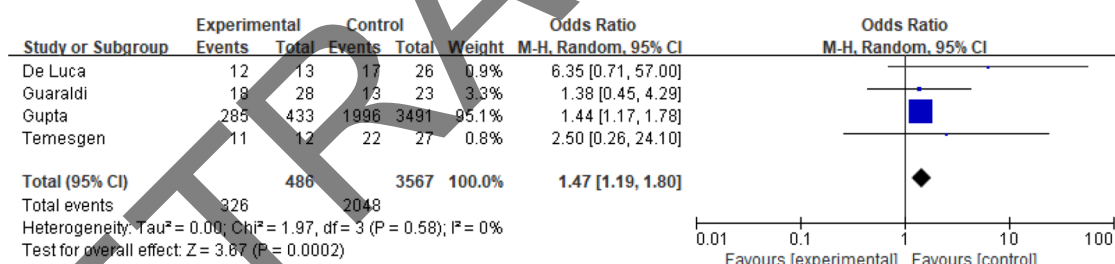 Experimental Control Odds Ratio Odds Ratio
Study or Subgroup Events Total Events Total Weight M-H, Random, 95% CI M-H, Random, 95% CI
De Luca 12 13 17 26 0.9% 6.35 [0.71, 57.00]
Guaraldi 18 28 13 23 3.3% 1.38 [0.45, 4.29]
Gupta 285 433 1996 3491 95.1% 1.44 [1.17, 1.78]
Temesgen 11 12 22 27 0.8% 2.50 [0.26, 24.10]
Total (95% CI) 486 3567 100.0% 1.47 [1.19, 1.80]
Total events 326 2048
Heterogeneity: Tau² = 0.00; Chi² = 1.97, df = 3 (P = 0.58); I² = 0%
Test for overall effect: Z = 3.67 (P = 0.0002)
0.01 0.1 1 10 100
Favours [experimental] Favours [control]